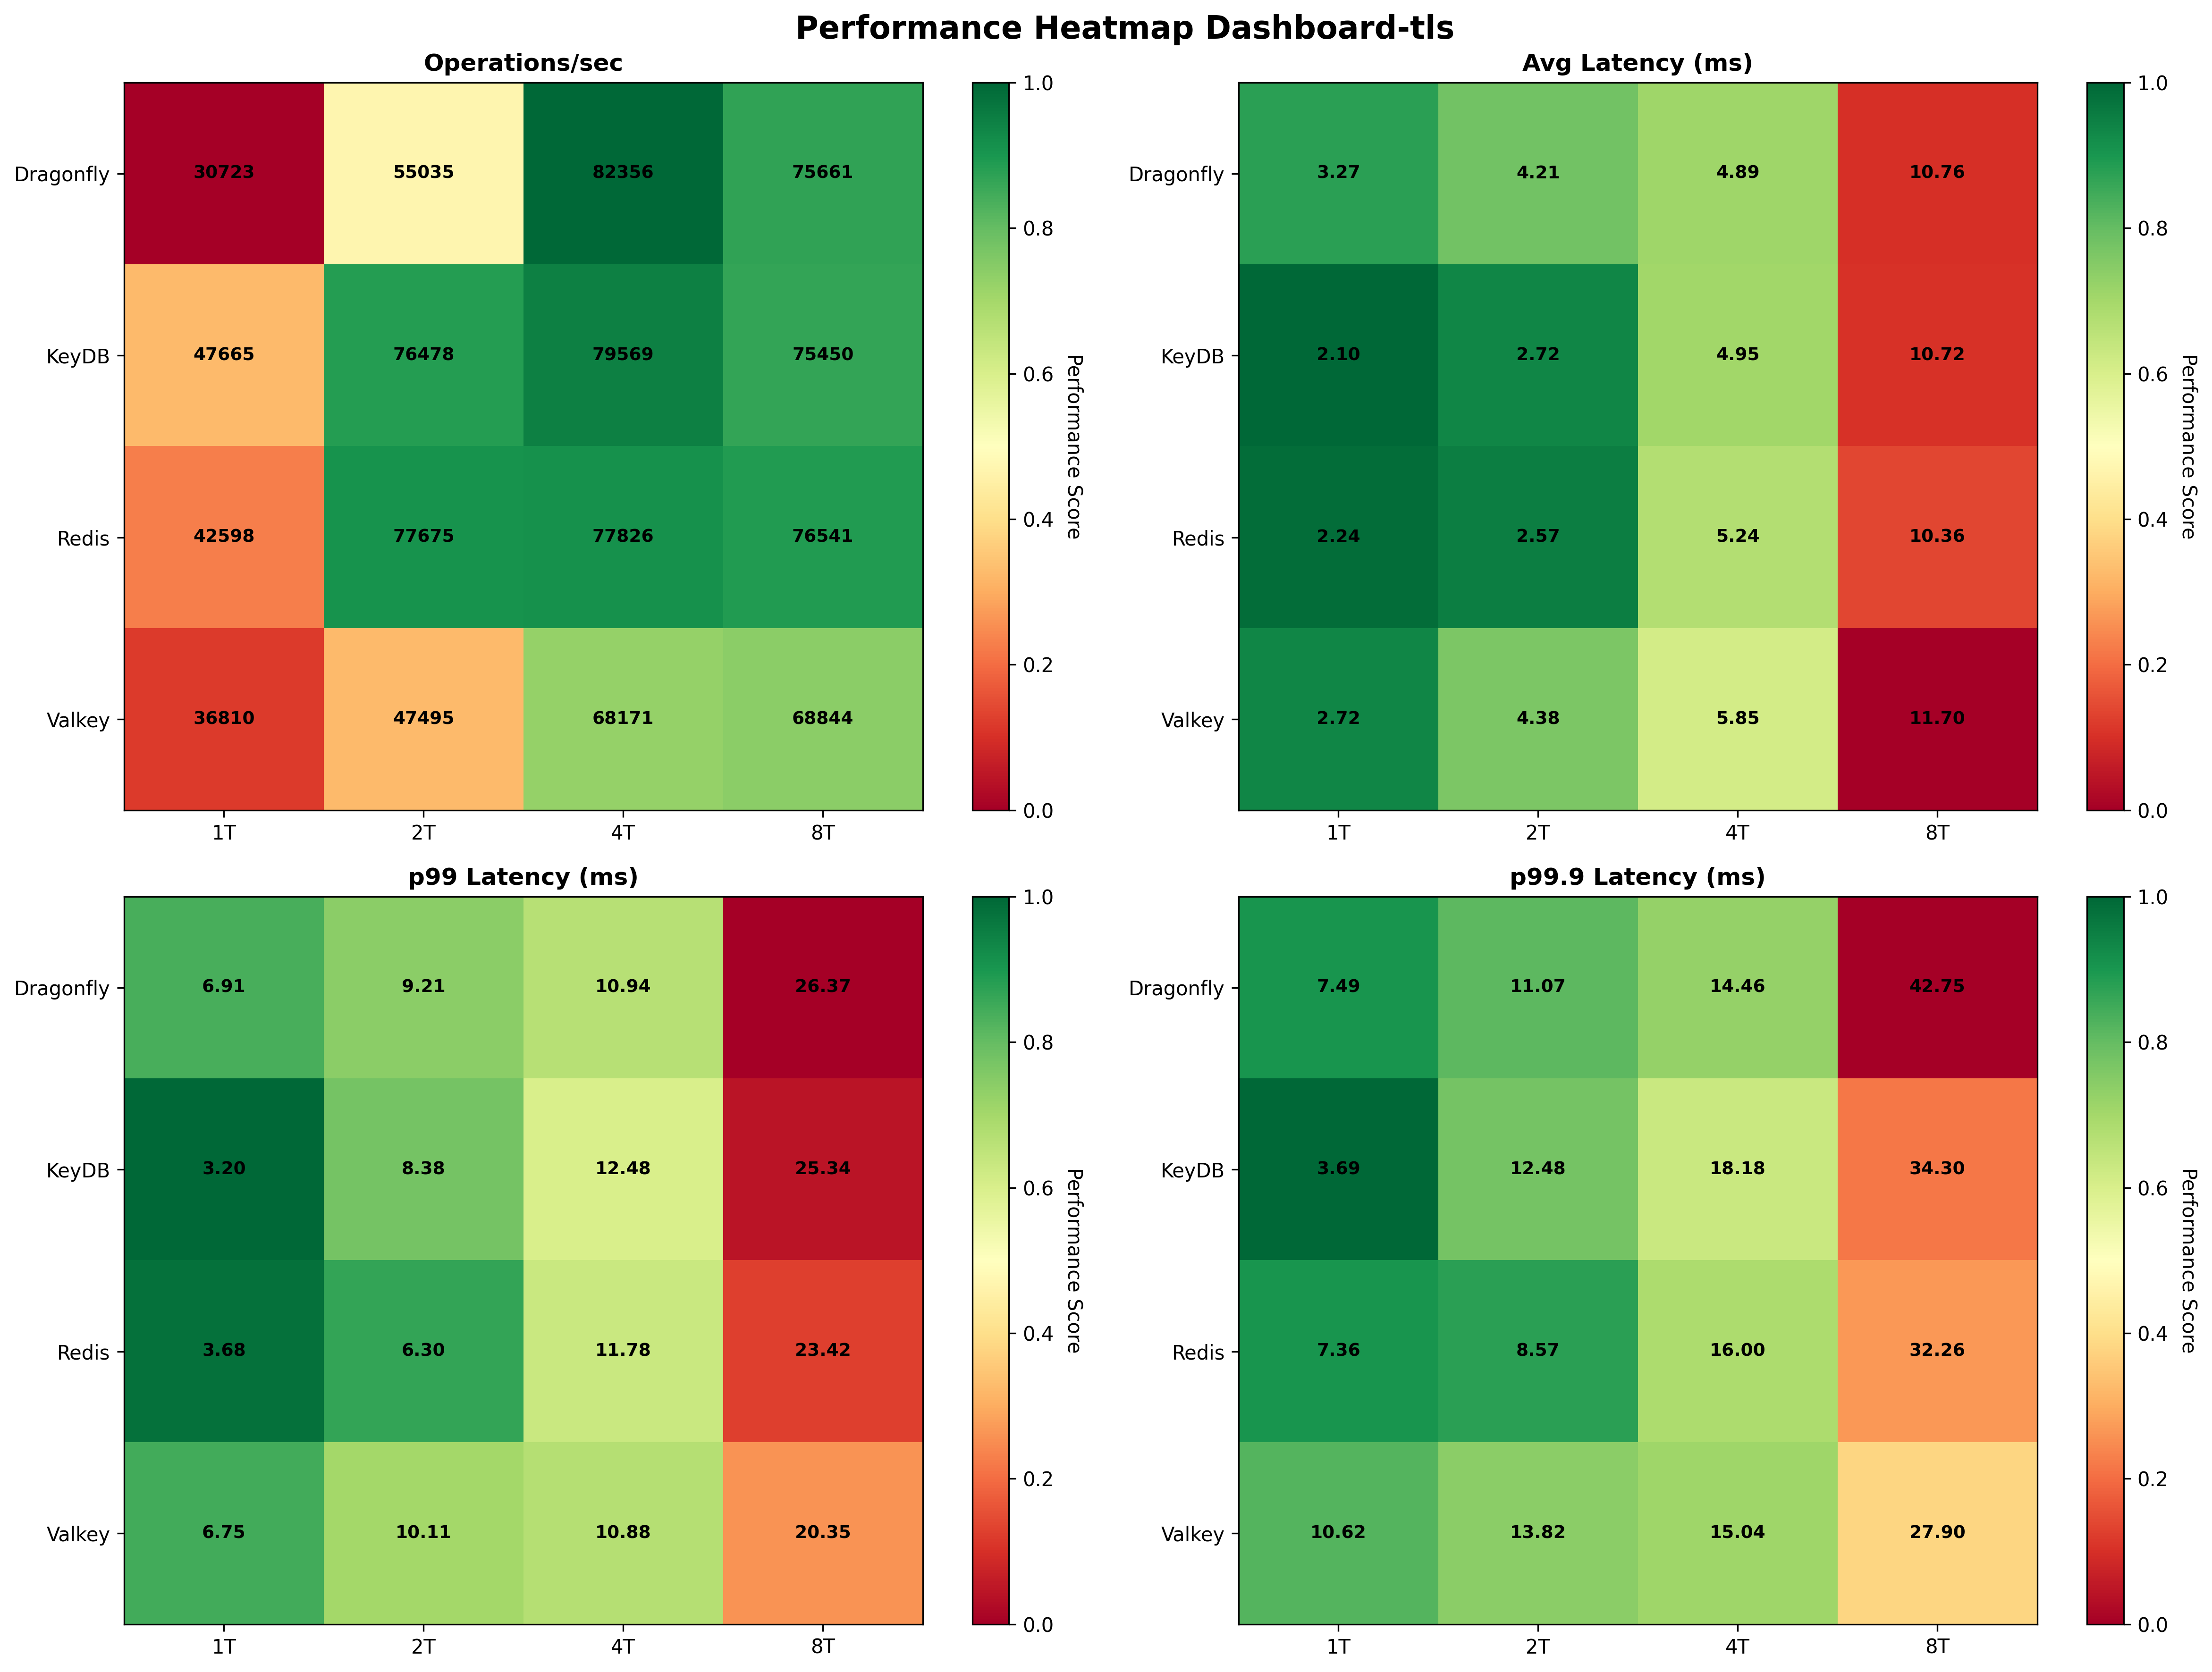 Performance Heatmap Dashboard-tls
Operations/sec
Dragonfly 30723 55035 82356 75661
KeyDB 47665 76478 79569 75450
Redis 42598 77675 77826 76541
Valkey 36810 47495 68171 68844
1T 2T 4T 8T
1.0
0.8
0.6
0.4
0.2
0.0
Performance Score
Avg Latency (ms)
Dragonfly 3.27 4.21 4.89 10.76
KeyDB 2.10 2.72 4.95 10.72
Redis 2.24 2.57 5.24 10.36
Valkey 2.72 4.38 5.85 11.70
1T 2T 4T 8T
1.0
0.8
0.6
0.4
0.2
0.0
Performance Score
p99 Latency (ms)
Dragonfly 6.91 9.21 10.94 26.37
KeyDB 3.20 8.38 12.48 25.34
Redis 3.68 6.30 11.78 23.42
Valkey 6.75 10.11 10.88 20.35
1T 2T 4T 8T
1.0
0.8
0.6
0.4
0.2
0.0
Performance Score
p99.9 Latency (ms)
Dragonfly 7.49 11.07 14.46 42.75
KeyDB 3.69 12.48 18.18 34.30
Redis 7.36 8.57 16.00 32.26
Valkey 10.62 13.82 15.04 27.90
1T 2T 4T 8T
1.0
0.8
0.6
0.4
0.2
0.0
Performance Score